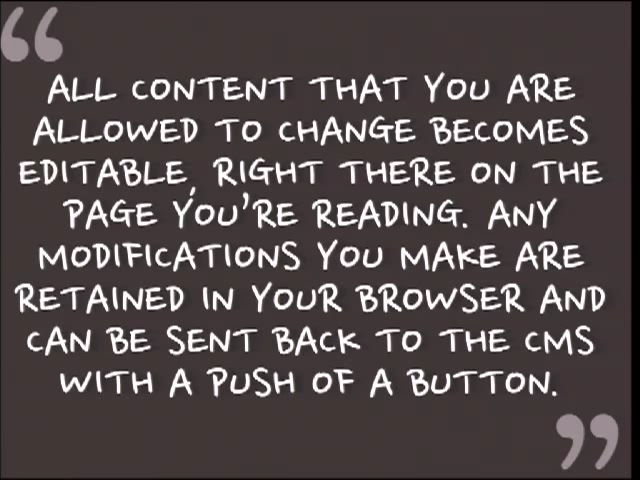 “
ALL CONTENT THAT YOU ARE
ALLOWED TO CHANGE BECOMES
EDITABLE, RIGHT THERE ON THE
PAGE YOU'RE READING. ANY
MODIFICATIONS YOU MAKE ARE
RETAINED IN YOUR BROWSER AND
CAN BE SENT BACK TO THE CMS
WITH A PUSH OF A BUTTON.
”